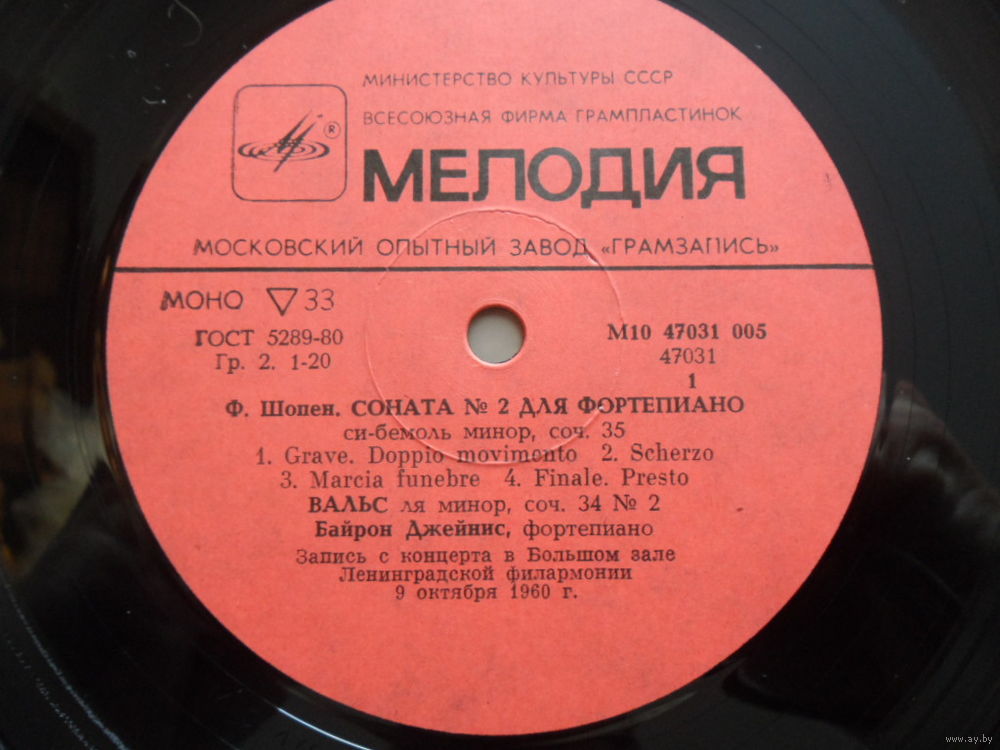 МИНИСТЕРСТВО КУЛЬТУРЫ СССР
ВСЕСОЮЗНАЯ ФИРМА ГРАМПЛАСТИНОК
®
МЕЛОДИЯ
МОСКОВСКИЙ ОПЫТНЫЙ ЗАВОД «ГРАМЗАПИСЬ»
МОНО ▽ 33
ГОСТ 5289-80
Гр. 2. 1-20
М10 47031 005
47031
1
Ф. Шопен. СОНАТА № 2 ДЛЯ ФОРТЕПИАНО
си-бемоль минор, соч. 35
1. Grave. Doppio movimento 2. Scherzo
3. Marcia funebre 4. Finale. Presto
ВАЛЬС ля минор, соч. 34 № 2
Байрон Джейнис, фортепиано
Запись с концерта в Большом зале
Ленинградской филармонии
9 октября 1960 г.
www.ay.by